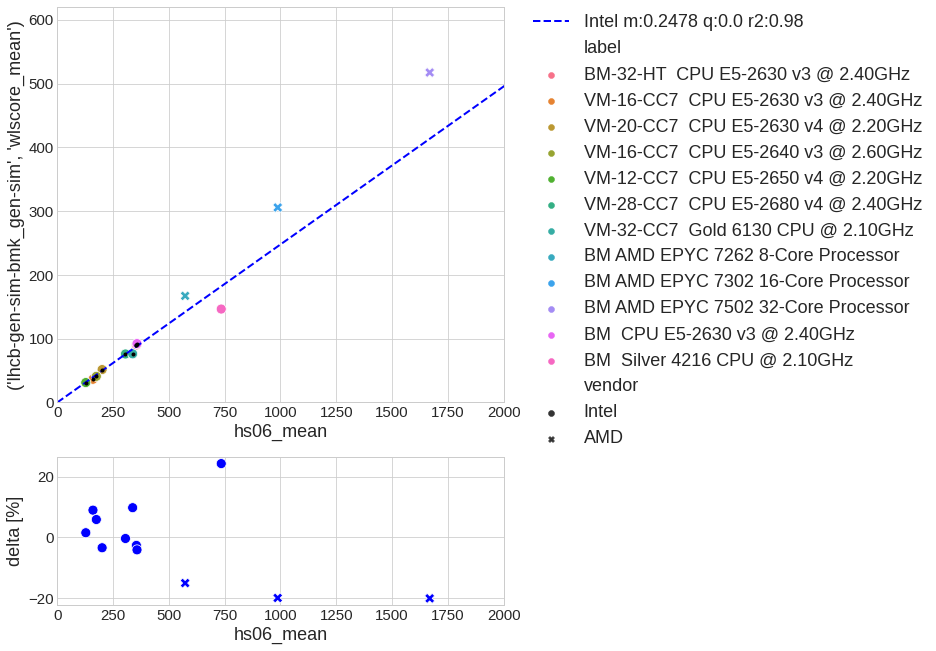 600
500
400
300
200
100
0
('lhcb-gen-sim-bmk_gen-sim', 'wlscore_mean')
0 250 500 750 1000 1250 1500 1750 2000
hs06_mean
Intel m:0.2478 q:0.0 r2:0.98
label
BM-32-HT CPU E5-2630 v3 @ 2.40GHz
VM-16-CC7 CPU E5-2630 v3 @ 2.40GHz
VM-20-CC7 CPU E5-2630 v4 @ 2.20GHz
VM-16-CC7 CPU E5-2640 v3 @ 2.60GHz
VM-12-CC7 CPU E5-2650 v4 @ 2.20GHz
VM-28-CC7 CPU E5-2680 v4 @ 2.40GHz
VM-32-CC7 Gold 6130 CPU @ 2.10GHz
BM AMD EPYC 7262 8-Core Processor
BM AMD EPYC 7302 16-Core Processor
BM AMD EPYC 7502 32-Core Processor
BM CPU E5-2630 v3 @ 2.40GHz
BM Silver 4216 CPU @ 2.10GHz
vendor
Intel
AMD
20
0
−20
delta [%]
0 250 500 750 1000 1250 1500 1750 2000
hs06_mean